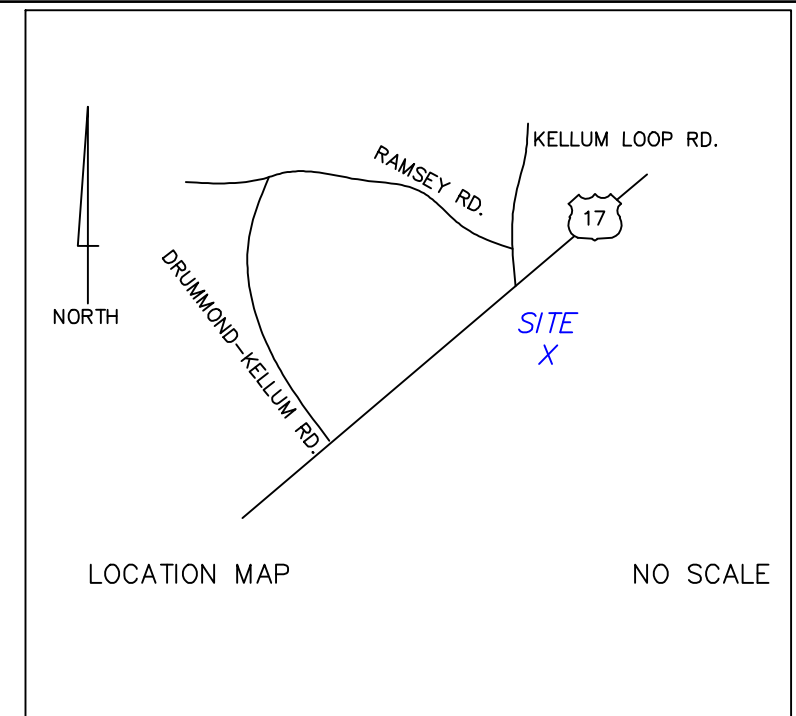 KELLUM LOOP RD.
RAMSEY RD.
17
DRUMMOND-KELLUM RD.
NORTH
SITE
X
LOCATION MAP
NO SCALE